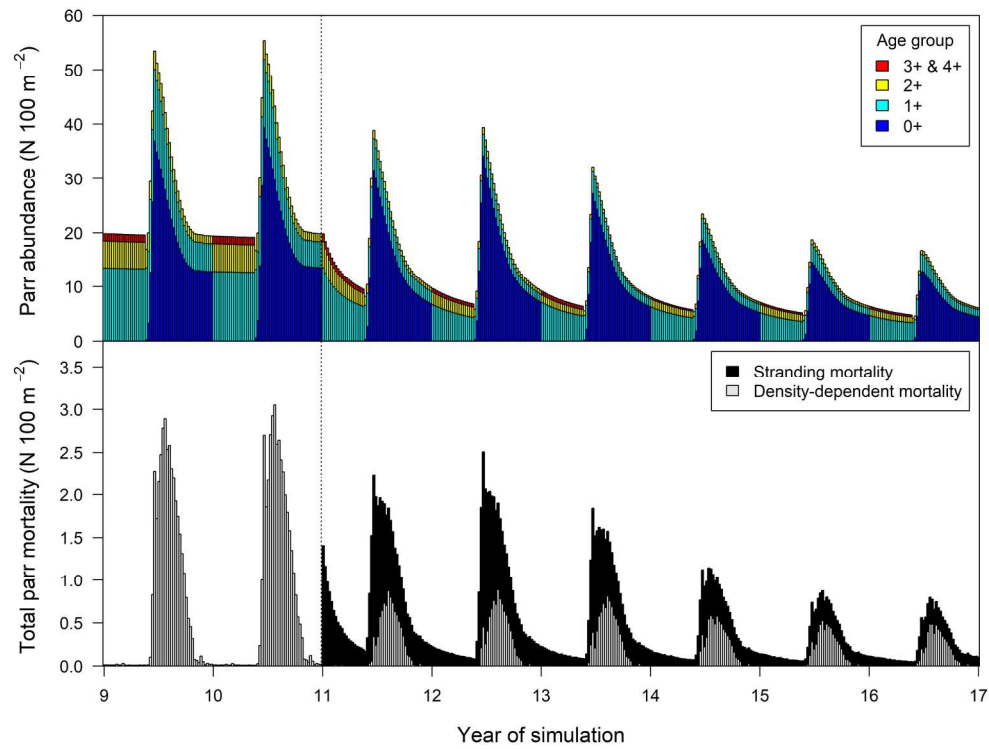 Parr abundance (N 100 m −2)
60
50
40
30
20
10
0
Age group
3+ & 4+
2+
1+
0+
Total parr mortality (N 100 m −2)
3.5
3.0
2.5
2.0
1.5
1.0
0.5
0.0
Stranding mortality
Density-dependent mortality
9 10 11 12 13 14 15 16 17
Year of simulation